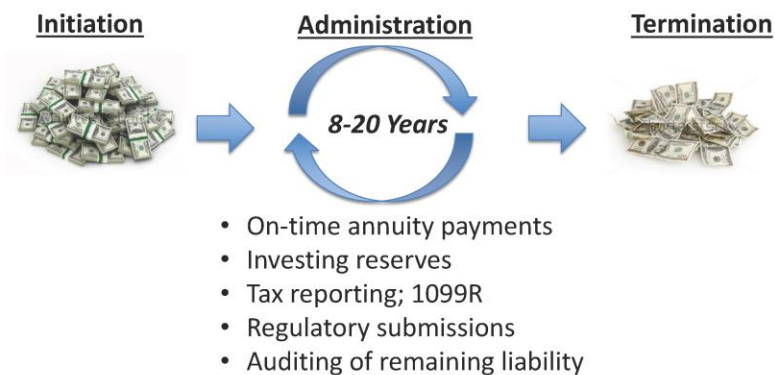 Initiation
Administration
Termination
8-20 Years
• On-time annuity payments
• Investing reserves
• Tax reporting; 1099R
• Regulatory submissions
• Auditing of remaining liability